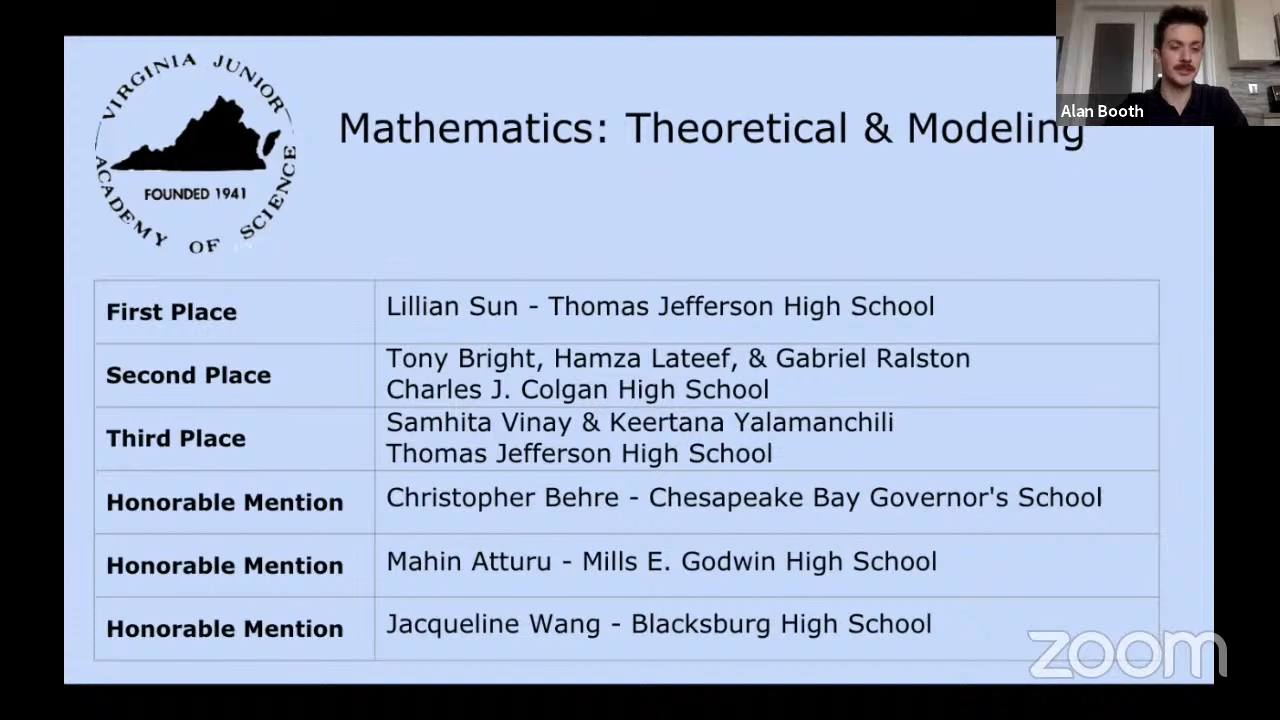 VIRGINIA JUNIOR
ACADEMY OF SCIENCE
FOUNDED 1941
Mathematics: Theoretical & Modeling
Alan Booth
First Place
Lillian Sun - Thomas Jefferson High School
Second Place
Tony Bright, Hamza Lateef, & Gabriel Ralston
Charles J. Colgan High School
Third Place
Samhita Vinay & Keertana Yalamanchili
Thomas Jefferson High School
Honorable Mention
Christopher Behre - Chesapeake Bay Governor's School
Honorable Mention
Mahin Atturu - Mills E. Godwin High School
Honorable Mention
Jacqueline Wang - Blacksburg High School
zoom